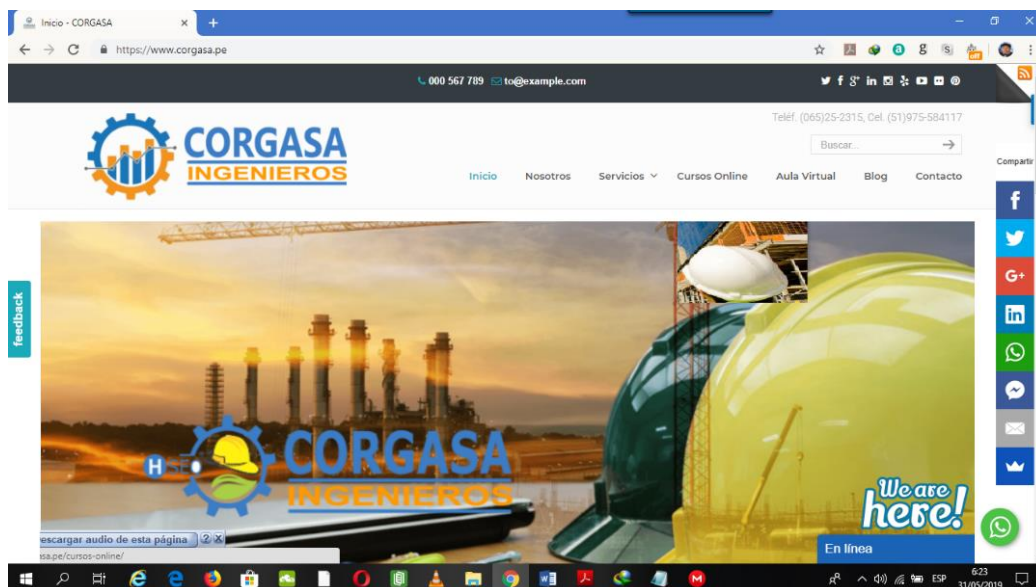 Inicio - CORGASA
https://www.corgasa.pe
000 567 789 to@example.com
Teléf. (065)25-2315, Cel. (51)975-584117
CORGASA
INGENIEROS
Buscar...
Inicio Nosotros Servicios Cursos Online Aula Virtual Blog Contacto
Compartir
feedback
CORGASA
INGENIEROS
We are
here!
En línea
escargar audio de esta página
sa.pe/cursos-online/
ESP
6:23
31/05/2019